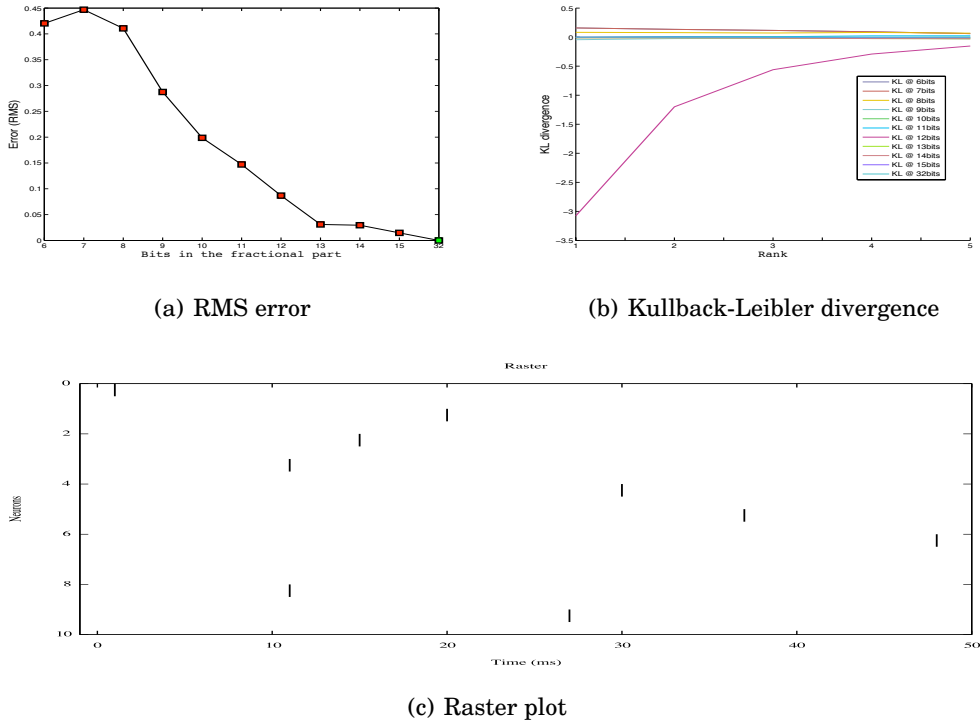 0.45
0.4
0.35
0.3
0.25
0.2
0.15
0.1
0.05
0
Error (RMS)
6 7 8 9 10 11 12 13 14 15 32
Bits in the fractional part
(a) RMS error
0.5
0
−0.5
−1
−1.5
−2
−2.5
−3
−3.5
KL divergence
KL @ 6bits
KL @ 7bits
KL @ 8bits
KL @ 9bits
KL @ 10bits
KL @ 11bits
KL @ 12bits
KL @ 13bits
KL @ 14bits
KL @ 15bits
KL @ 32bits
1 2 3 4 5
Rank
(b) Kullback-Leibler divergence
Raster
0
2
4
6
8
10
Neurons
0 10 20 30 40 50
Time (ms)
(c) Raster plot